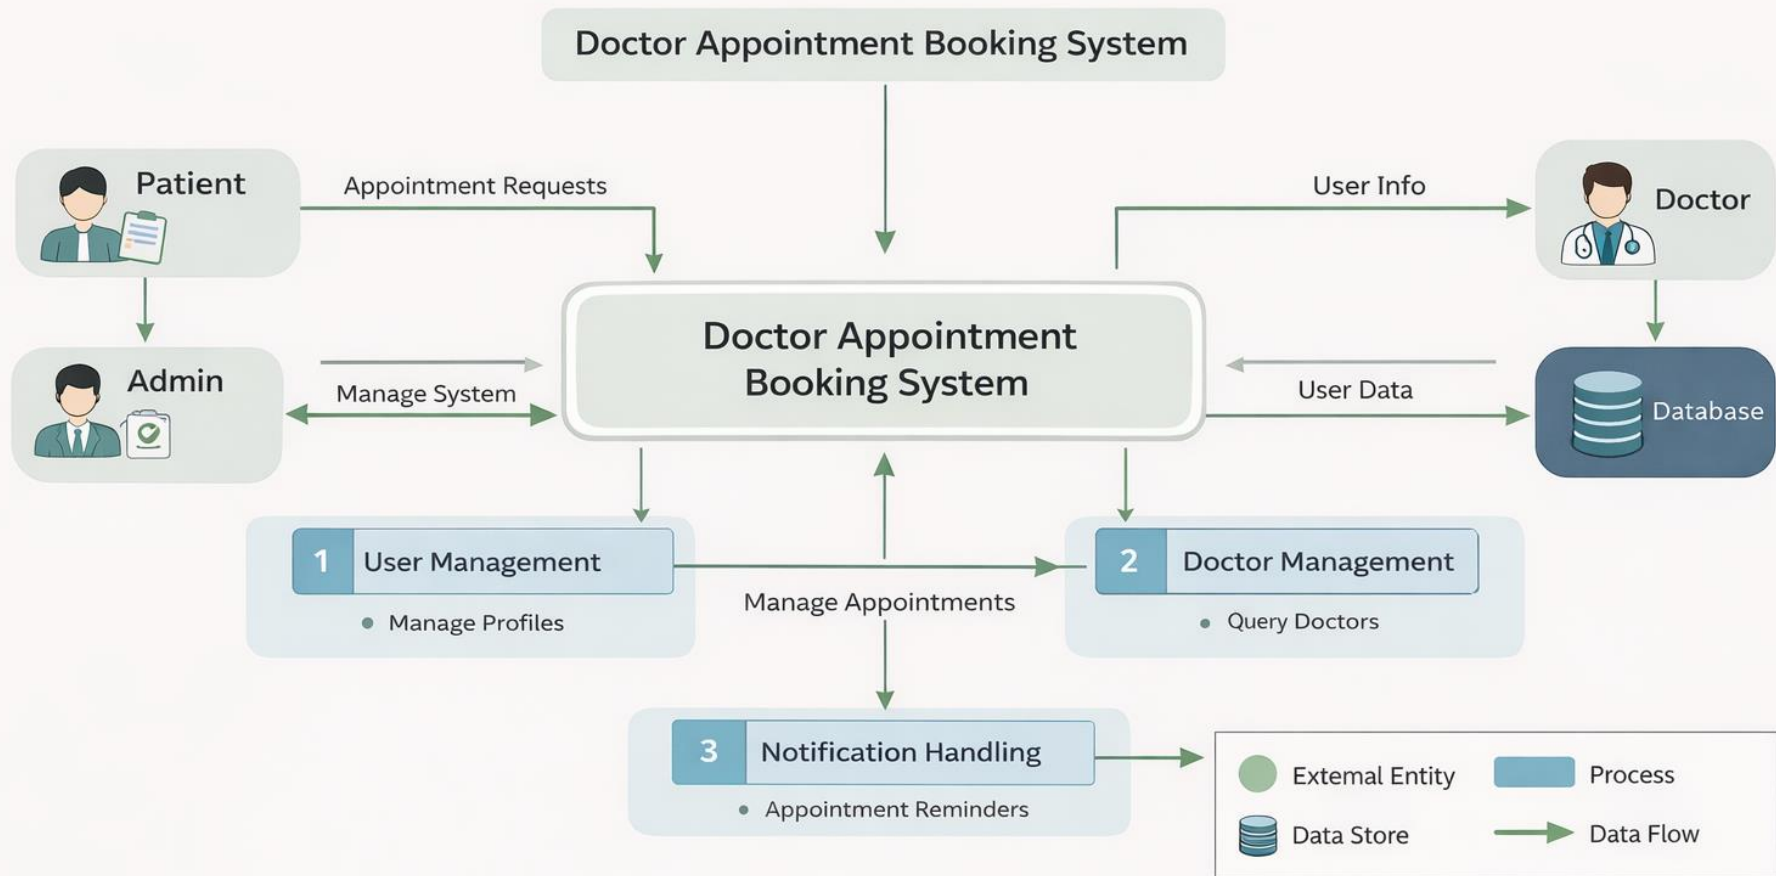 Doctor Appointment Booking System
Patient
Appointment Requests
User Info
Doctor
Doctor Appointment
Booking System
Admin
Manage System
User Data
Database
1 User Management
Manage Profiles
Manage Appointments
2 Doctor Management
Query Doctors
3 Notification Handling
Appointment Reminders
External Entity
Process
Data Store
Data Flow